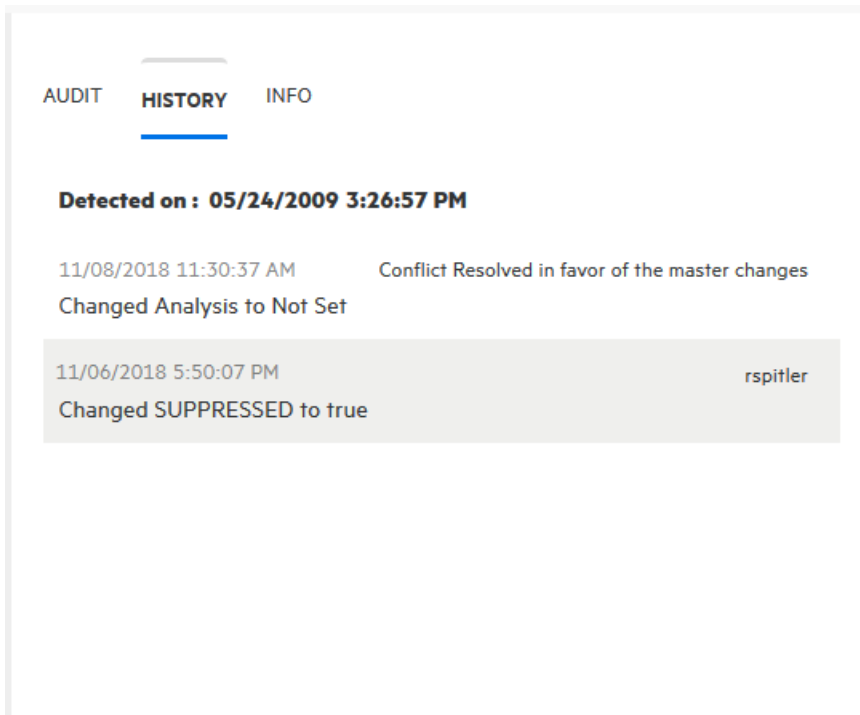 AUDIT HISTORY INFO
Detected on : 05/24/2009 3:26:57 PM
11/08/2018 11:30:37 AM Conflict Resolved in favor of the master changes
Changed Analysis to Not Set
11/06/2018 5:50:07 PM rspitler
Changed SUPPRESSED to true